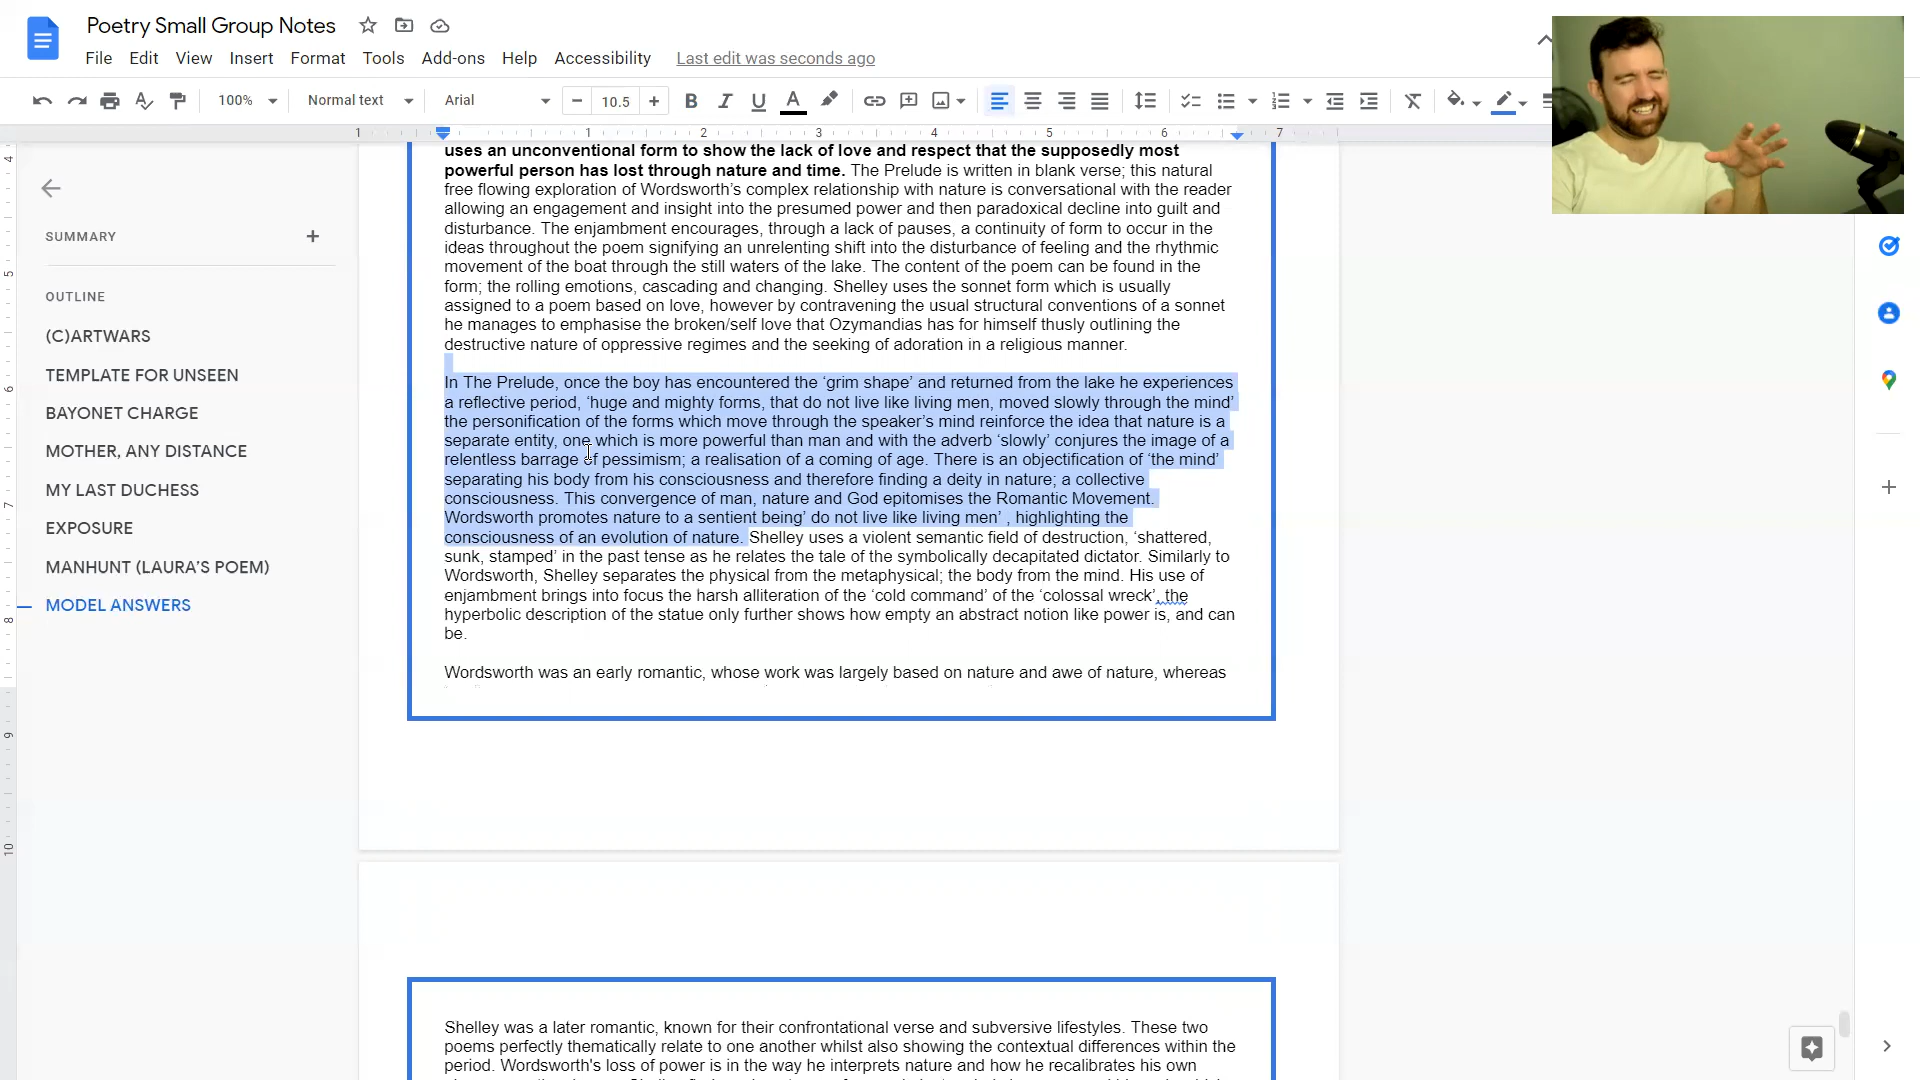 Poetry Small Group Notes
File Edit View Insert Format Tools Add-ons Help Accessibility Last edit was seconds ago
100% Normal text Arial 10.5
1 1 2 3 4 5 6 7
SUMMARY
OUTLINE
(C)ARTWARS
TEMPLATE FOR UNSEEN
BAYONET CHARGE
MOTHER, ANY DISTANCE
MY LAST DUCHESS
EXPOSURE
MANHUNT (LAURA'S POEM)
MODEL ANSWERS
4
5
6
7
8
9
10
uses an unconventional form to show the lack of love and respect that the supposedly most
powerful person has lost through nature and time. The Prelude is written in blank verse; this natural
free flowing exploration of Wordsworth's complex relationship with nature is conversational with the reader
allowing an engagement and insight into the presumed power and then paradoxical decline into guilt and
disturbance. The enjambment encourages, through a lack of pauses, a continuity of form to occur in the
ideas throughout the poem signifying an unrelenting shift into the disturbance of feeling and the rhythmic
movement of the boat through the still waters of the lake. The content of the poem can be found in the
form; the rolling emotions, cascading and changing. Shelley uses the sonnet form which is usually
assigned to a poem based on love, however by contravening the usual structural conventions of a sonnet
he manages to emphasise the broken/self love that Ozymandias has for himself thusly outlining the
destructive nature of oppressive regimes and the seeking of adoration in a religious manner.
In The Prelude, once the boy has encountered the 'grim shape' and returned from the lake he experiences
a reflective period, 'huge and mighty forms, that do not live like living men, moved slowly through the mind'
the personification of the forms which move through the speaker's mind reinforce the idea that nature is a
separate entity, one which is more powerful than man and with the adverb 'slowly' conjures the image of a
relentless barrage of pessimism; a realisation of a coming of age. There is an objectification of 'the mind'
separating his body from his consciousness and therefore finding a deity in nature; a collective
consciousness. This convergence of man, nature and God epitomises the Romantic Movement.
Wordsworth promotes nature to a sentient being' do not live like living men' , highlighting the
consciousness of an evolution of nature. Shelley uses a violent semantic field of destruction, 'shattered,
sunk, stamped' in the past tense as he relates the tale of the symbolically decapitated dictator. Similarly to
Wordsworth, Shelley separates the physical from the metaphysical; the body from the mind. His use of
enjambment brings into focus the harsh alliteration of the 'cold command' of the 'colossal wreck', the
hyperbolic description of the statue only further shows how empty an abstract notion like power is, and can
be.
Wordsworth was an early romantic, whose work was largely based on nature and awe of nature, whereas
Shelley was a later romantic, known for their confrontational verse and subversive lifestyles. These two
poems perfectly thematically relate to one another whilst also showing the contextual differences within the
period. Wordsworth's loss of power is in the way he interprets nature and how he recalibrates his own